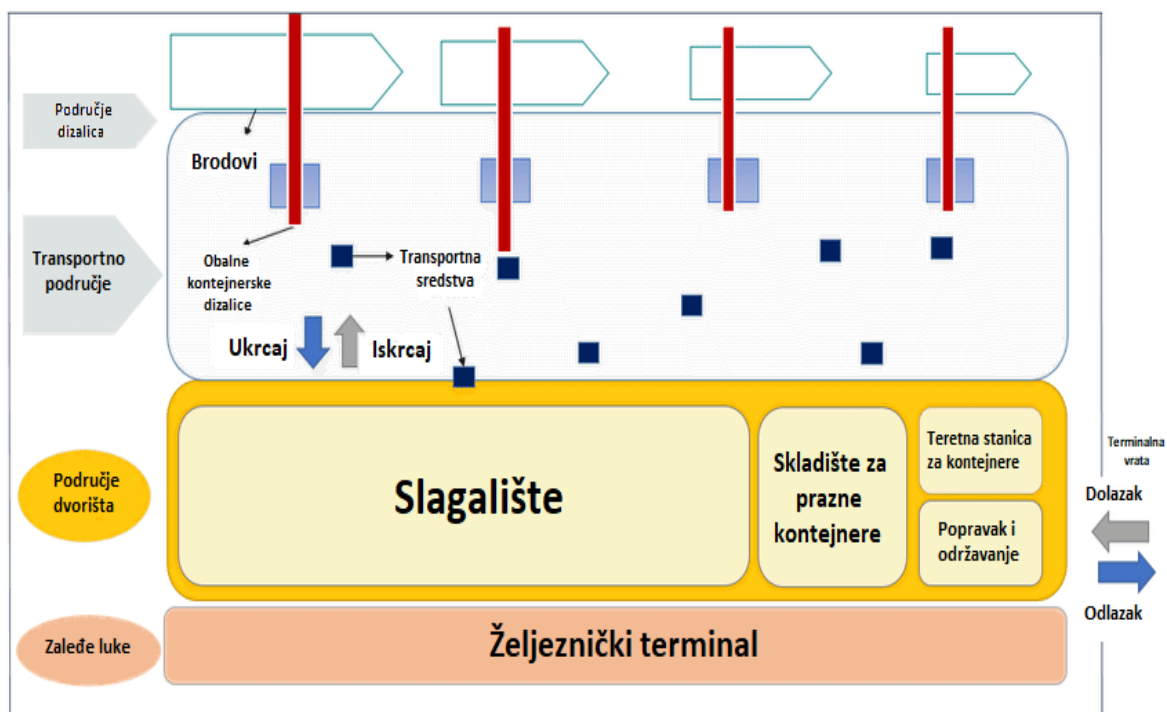 Područje
dizalica
Brodovi
Transportno
područje
Obalne
kontejnerske
dizalice
Transportna
sredstva
Ukrcaj
Iskrcaj
Područje
dvorišta
Slagalište
Skladište za
prazne
kontejnere
Teretna stanica
za kontejnere
Popravak i
održavanje
Terminalna
vrata
Dolazak
Odlazak
Zaleđe luke
Željeznički terminal